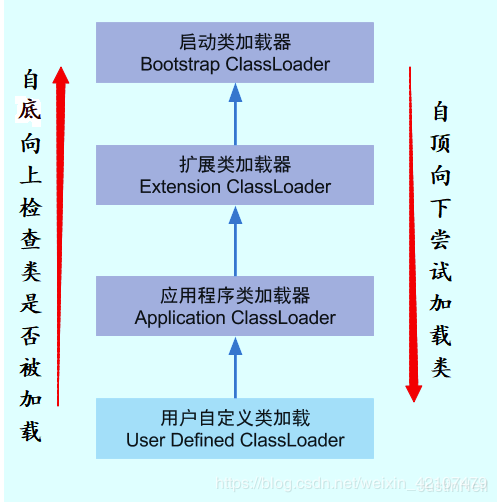 启动类加载器
Bootstrap ClassLoader
扩展类加载器
Extension ClassLoader
应用程序类加载器
Application ClassLoader
用户自定义类加载
User Defined ClassLoader
自底向上检查类是否被加载
自顶向下尝试加载类
https://blog.csdn.net/weixin_42107479